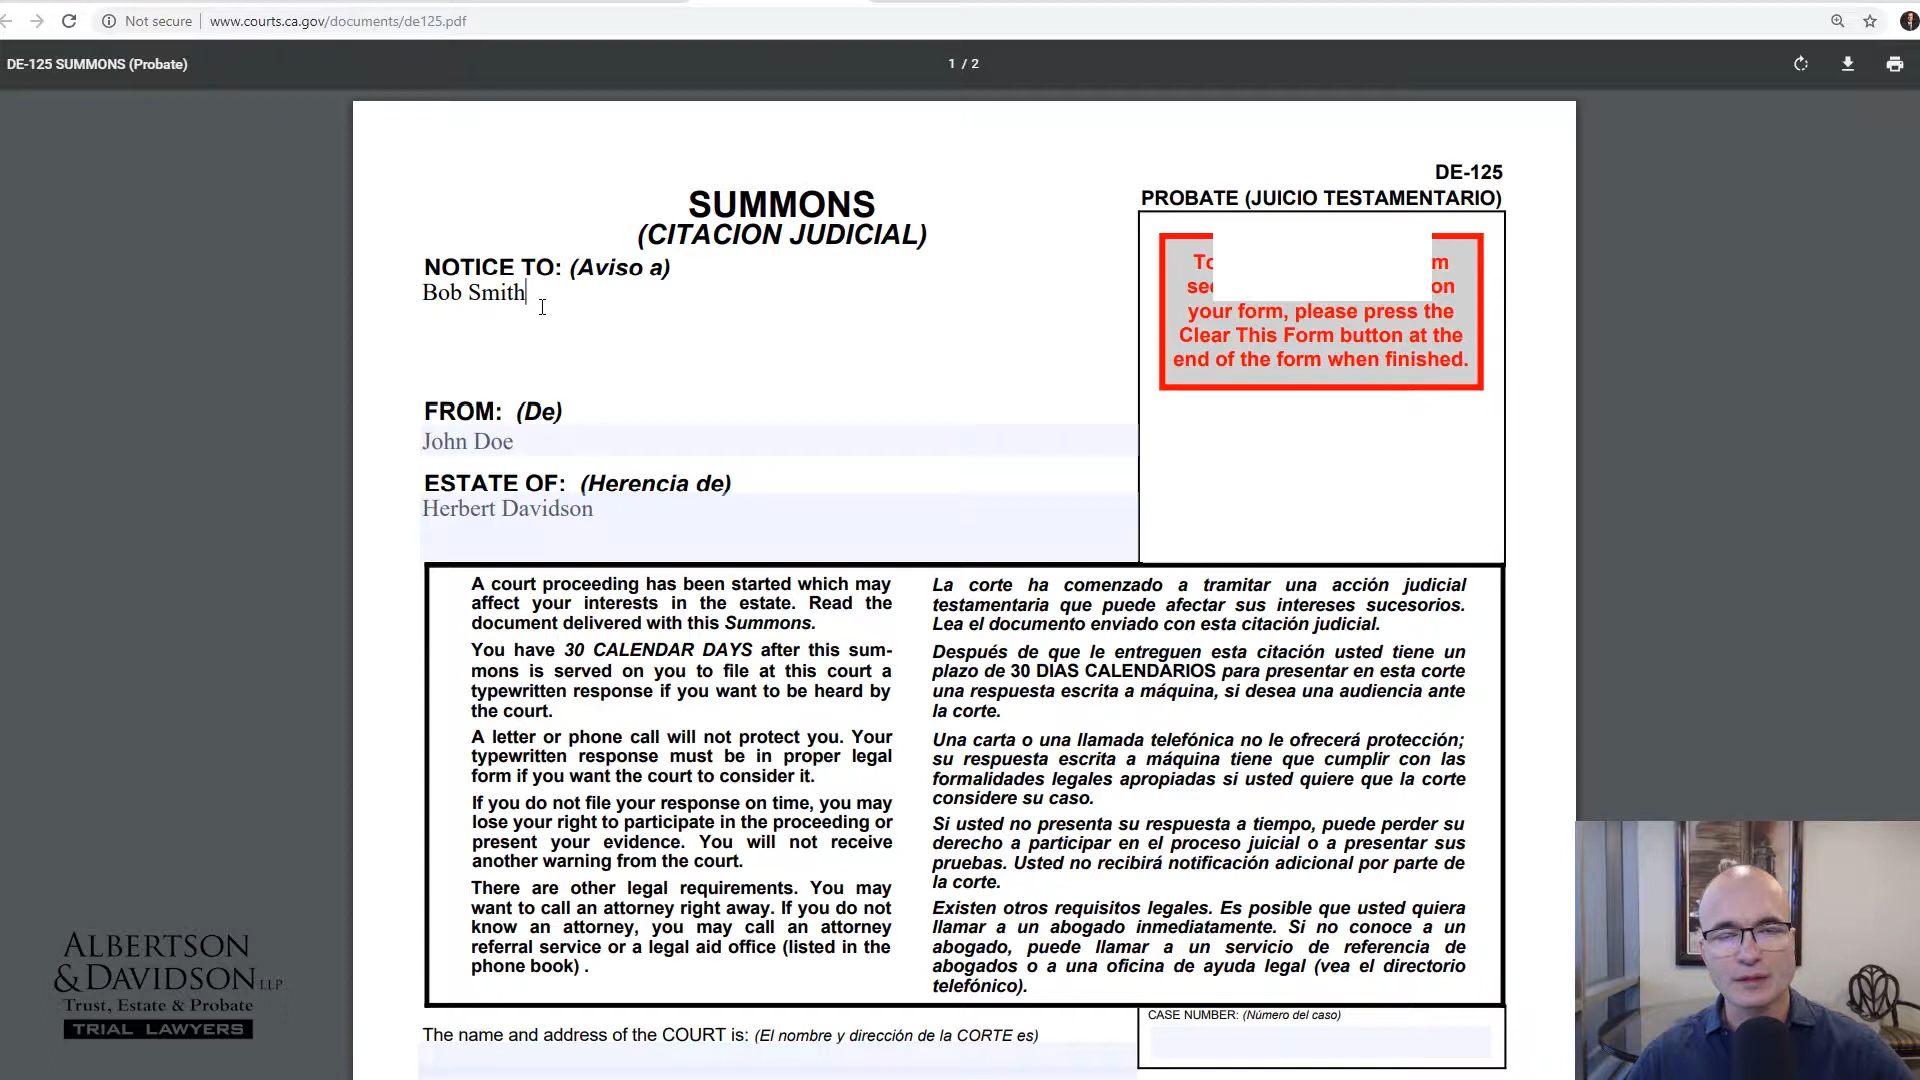 Not secure www.courts.ca.gov/documents/de125.pdf
DE-125 SUMMONS (Probate) 1 / 2
DE-125
SUMMONS
PROBATE (JUICIO TESTAMENTARIO)
(CITACION JUDICIAL)
NOTICE TO: (Aviso a)
Bob Smith
your form, please press the
Clear This Form button at the
end of the form when finished.
FROM: (De)
John Doe
ESTATE OF: (Herencia de)
Herbert Davidson
A court proceeding has been started which may
affect your interests in the estate. Read the
document delivered with this Summons.
You have 30 CALENDAR DAYS after this sum-
mons is served on you to file at this court a
typewritten response if you want to be heard by
the court.
A letter or phone call will not protect you. Your
typewritten response must be in proper legal
form if you want the court to consider it.
If you do not file your response on time, you may
lose your right to participate in the proceeding or
present your evidence. You will not receive
another warning from the court.
There are other legal requirements. You may
want to call an attorney right away. If you do not
know an attorney, you may call an attorney
referral service or a legal aid office (listed in the
phone book) .
La corte ha comenzado a tramitar una acción judicial
testamentaria que puede afectar sus intereses sucesorios.
Lea el documento enviado con esta citación judicial.
Después de que le entreguen esta citación usted tiene un
plazo de 30 DIAS CALENDARIOS para presentar en esta corte
una respuesta escrita a máquina, si desea una audiencia ante
la corte.
Una carta o una llamada telefónica no le ofrecerá protección;
su respuesta escrita a máquina tiene que cumplir con las
formalidades legales apropiadas si usted quiere que la corte
considere su caso.
Si usted no presenta su respuesta a tiempo, puede perder su
derecho a participar en el proceso juicial o a presentar sus
pruebas. Usted no recibirá notificación adicional por parte de
la corte.
Existen otros requisitos legales. Es posible que usted quiera
llamar a un abogado inmediatamente. Si no conoce a un
abogado, puede llamar a un servicio de referencia de
abogados o a una oficina de ayuda legal (vea el directorio
telefónico).
The name and address of the COURT is: (El nombre y dirección de la CORTE es)
CASE NUMBER: (Número del caso)
ALBERTSON
& DAVIDSON LLP
Trust, Estate & Probate
TRIAL LAWYERS